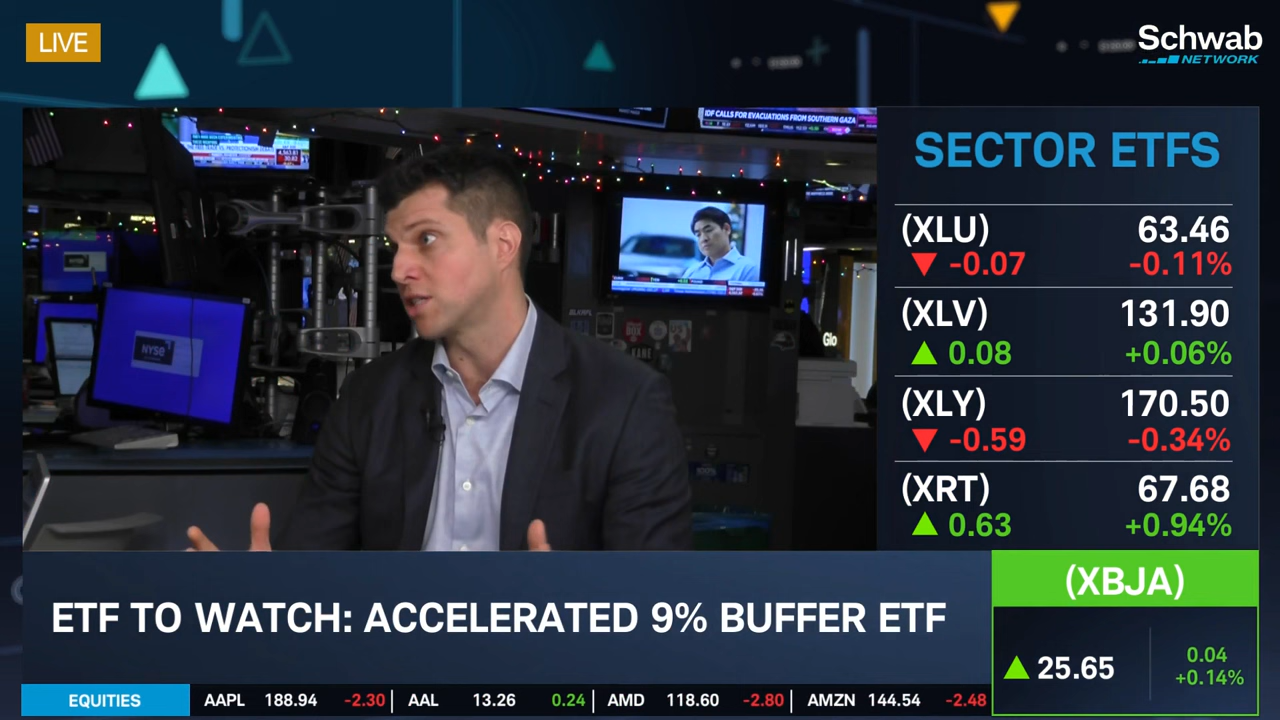 LIVE
Schwab
NETWORK
IDF CALLS FOR EVACUATIONS FROM SOUTHERN GAZA
NYSE
Glo
SECTOR ETFS
(XLU) 63.46
▼ -0.07 -0.11%
(XLV) 131.90
▲ 0.08 +0.06%
(XLY) 170.50
▼ -0.59 -0.34%
(XRT) 67.68
▲ 0.63 +0.94%
ETF TO WATCH: ACCELERATED 9% BUFFER ETF
(XBJA)
▲ 25.65
0.04
+0.14%
EQUITIES AAPL 188.94 -2.30 AAL 13.26 0.24 AMD 118.60 -2.80 AMZN 144.54 -2.48